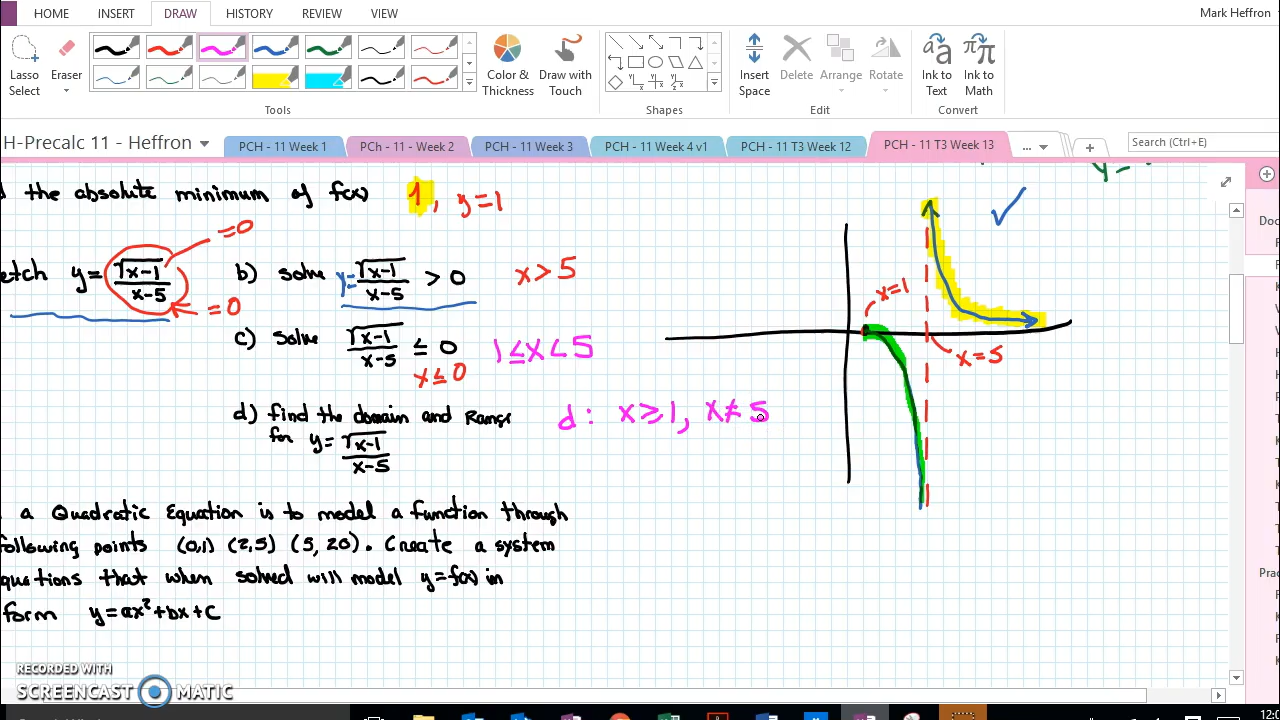 HOME INSERT DRAW HISTORY REVIEW VIEW Mark Heffron
Lasso Select
Eraser
Color & Thickness
Draw with Touch
Insert Space
Delete
Arrange
Rotate
Ink to Text
Ink to Math
Tools Shapes Edit Convert
H-Precalc 11 - Heffron PCH - 11 Week 1 PCh - 11 - Week 2 PCH - 11 Week 3 PCH - 11 Week 4 v1 PCH - 11 T3 Week 12 PCH - 11 T3 Week 13 ... Search (Ctrl+E)
the absolute minimum of f(x) 1, y=1
y=
=0
etch y= √x-1 / x-5
=0
b) solve y= √x-1 / x-5 > 0 x > 5
c) solve √x-1 / x-5 ≤ 0 1≤x<5
x≤0
d) find the domain and Range d: x≥1, x≠5
for y= √x-1 / x-5
x=1
x=5
a Quadratic Equation is to model a function through
following points (0,1) (2,5) (5,20). Create a system
quations that when solved will model y=f(x) in
form y=ax²+bx+c
RECORDED WITH
SCREENCAST MATIC
Docu
Prac
12:0